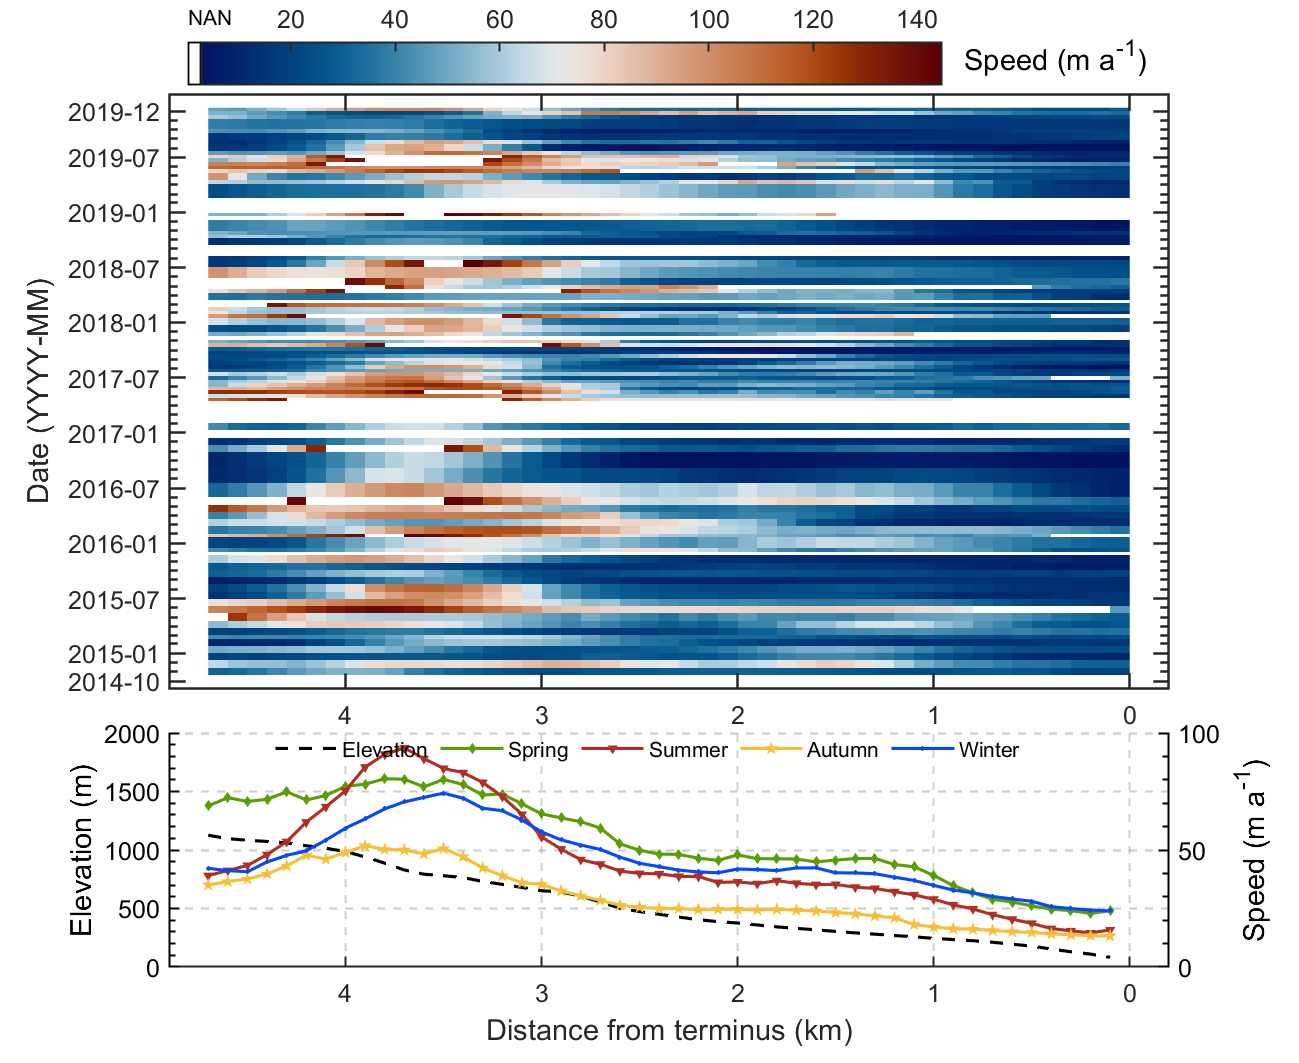 NAN 20 40 60 80 100 120 140
Speed (m a-1)
Date (YYYY-MM)
2019-12
2019-07
2019-01
2018-07
2018-01
2017-07
2017-01
2016-07
2016-01
2015-07
2015-01
2014-10
4 3 2 1 0
Elevation (m)
2000
1500
1000
500
0
Elevation Spring Summer Autumn Winter
100
50
0
Speed (m a-1)
4 3 2 1 0
Distance from terminus (km)